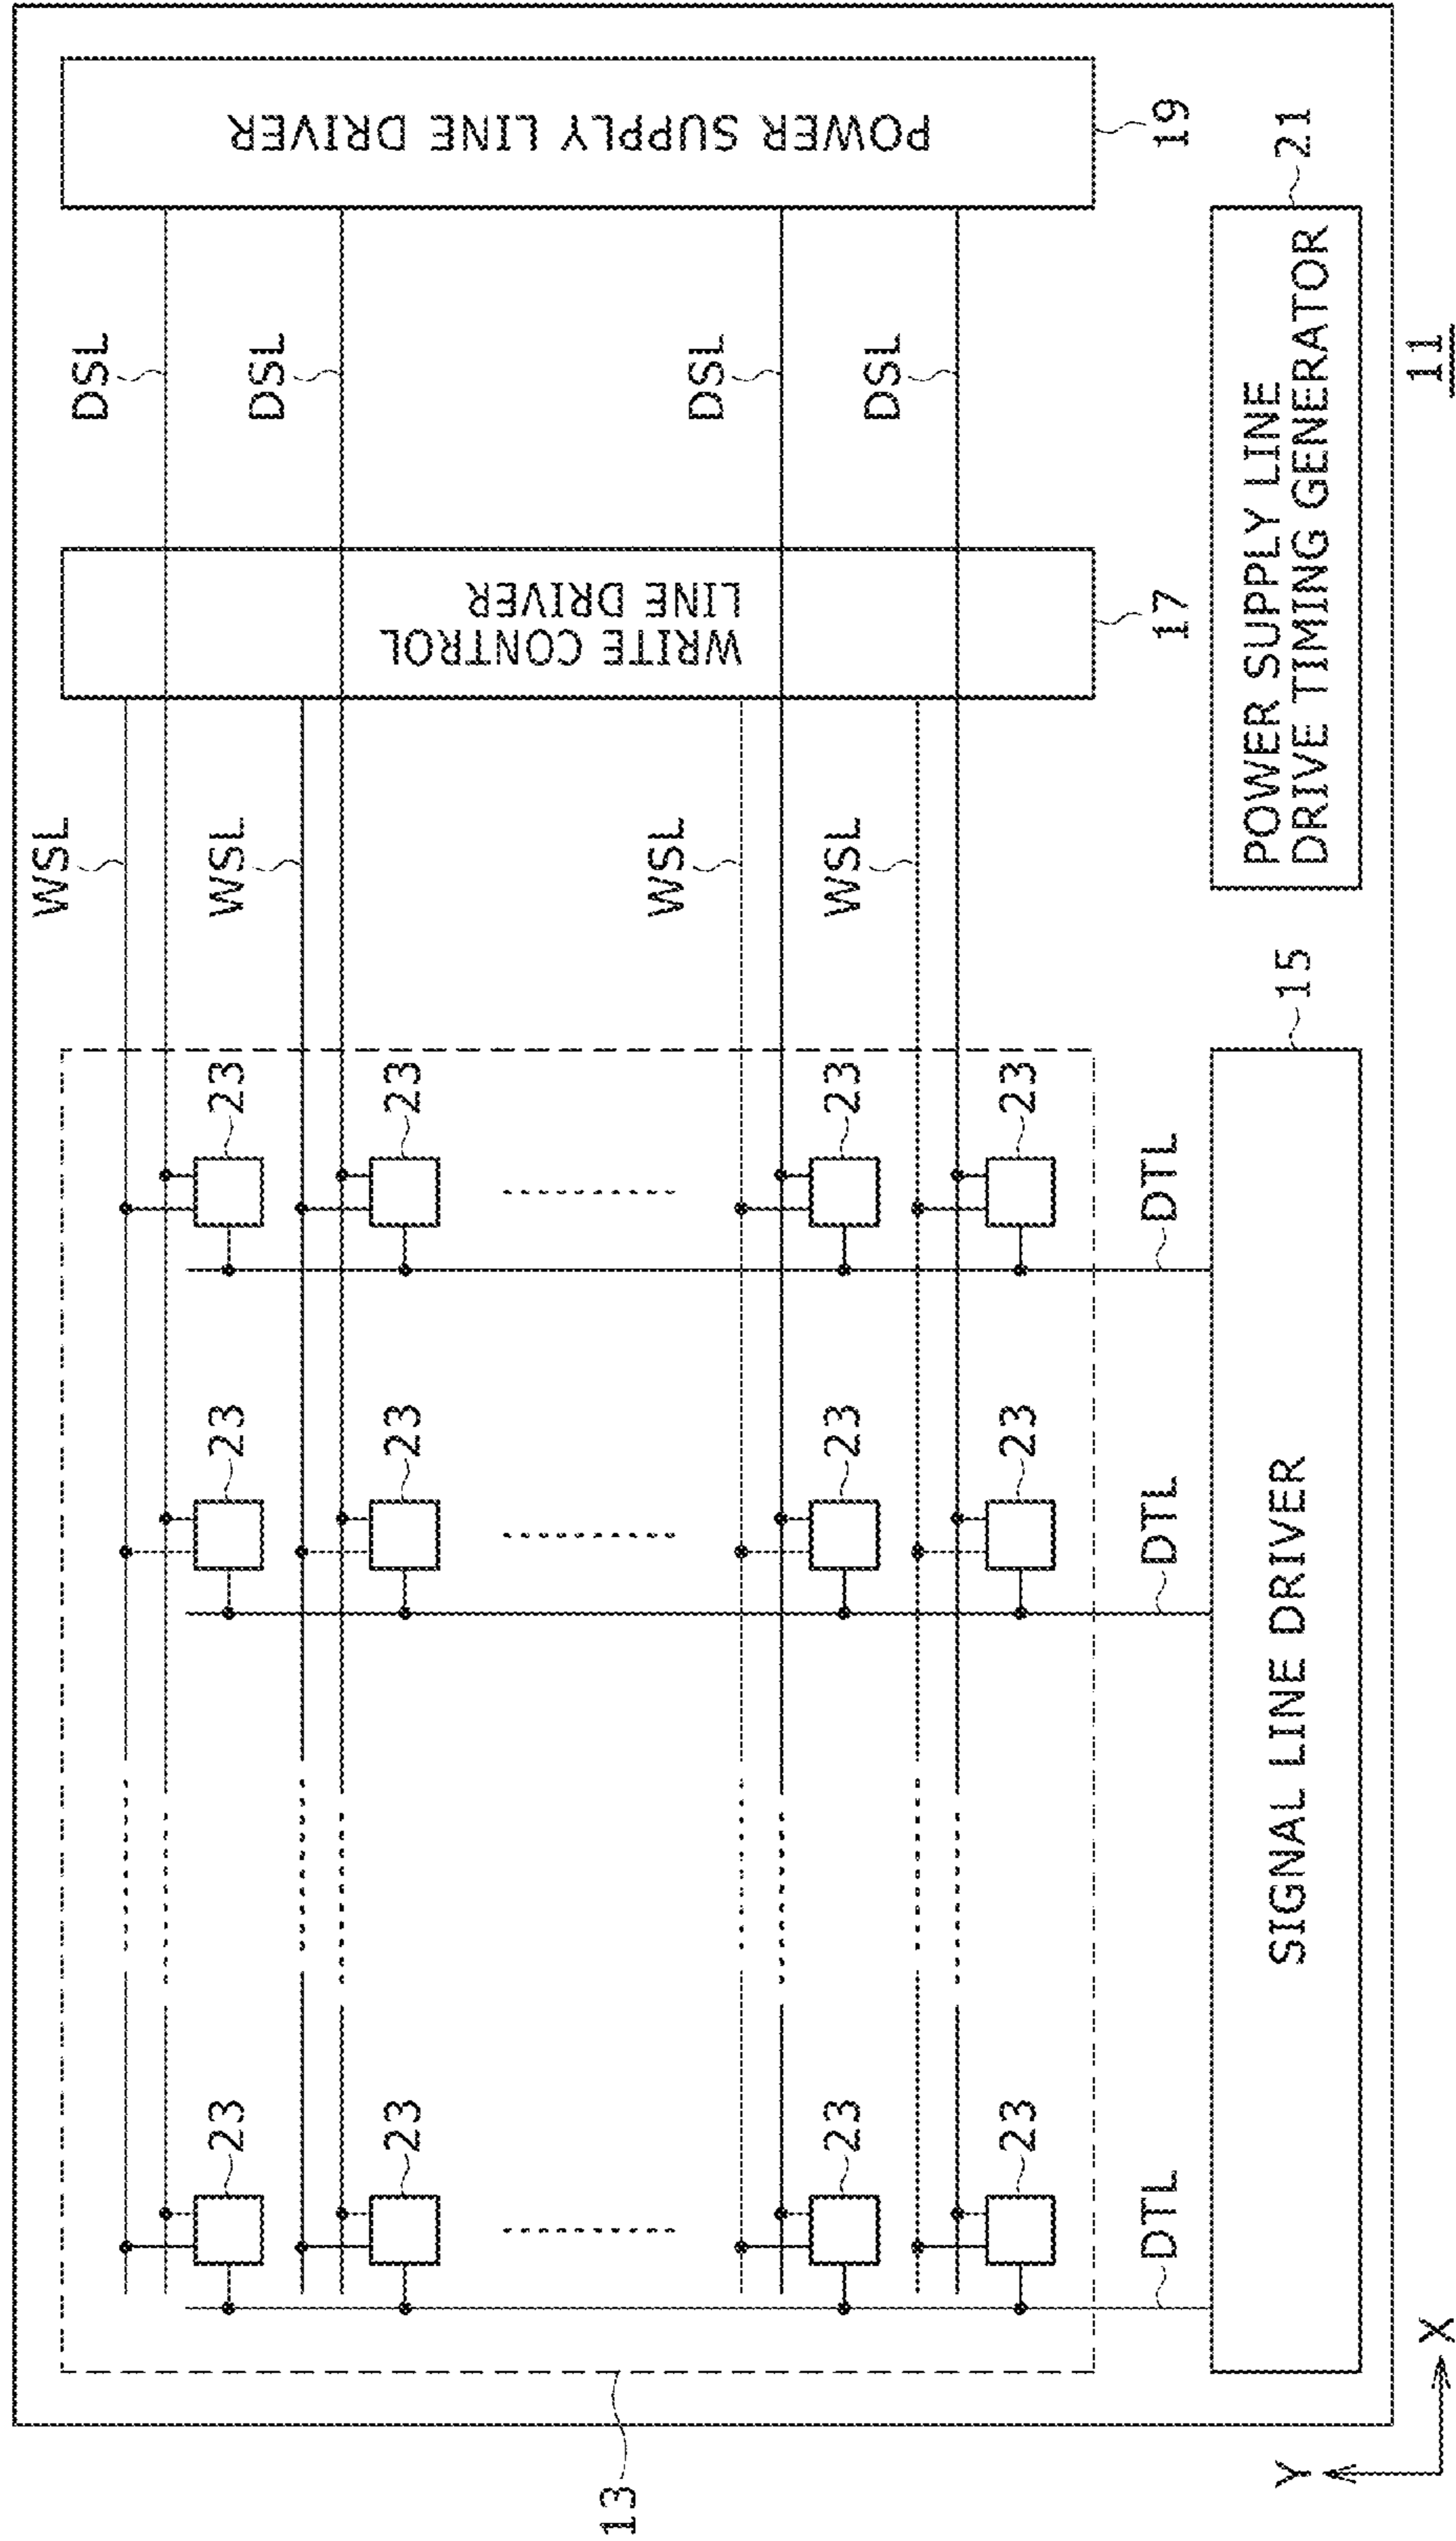 WSL
DSL
23
23
23
WSL
DSL
23
23
23
WRITE CONTROL
LINE DRIVER
POWER SUPPLY LINE DRIVER
13
WSL
DSL
23
23
23
WSL
DSL
23
23
23
DTL
DTL
DTL
17
19
15
21
SIGNAL LINE DRIVER
POWER SUPPLY LINE
DRIVE TIMING GENERATOR
Y
X
11